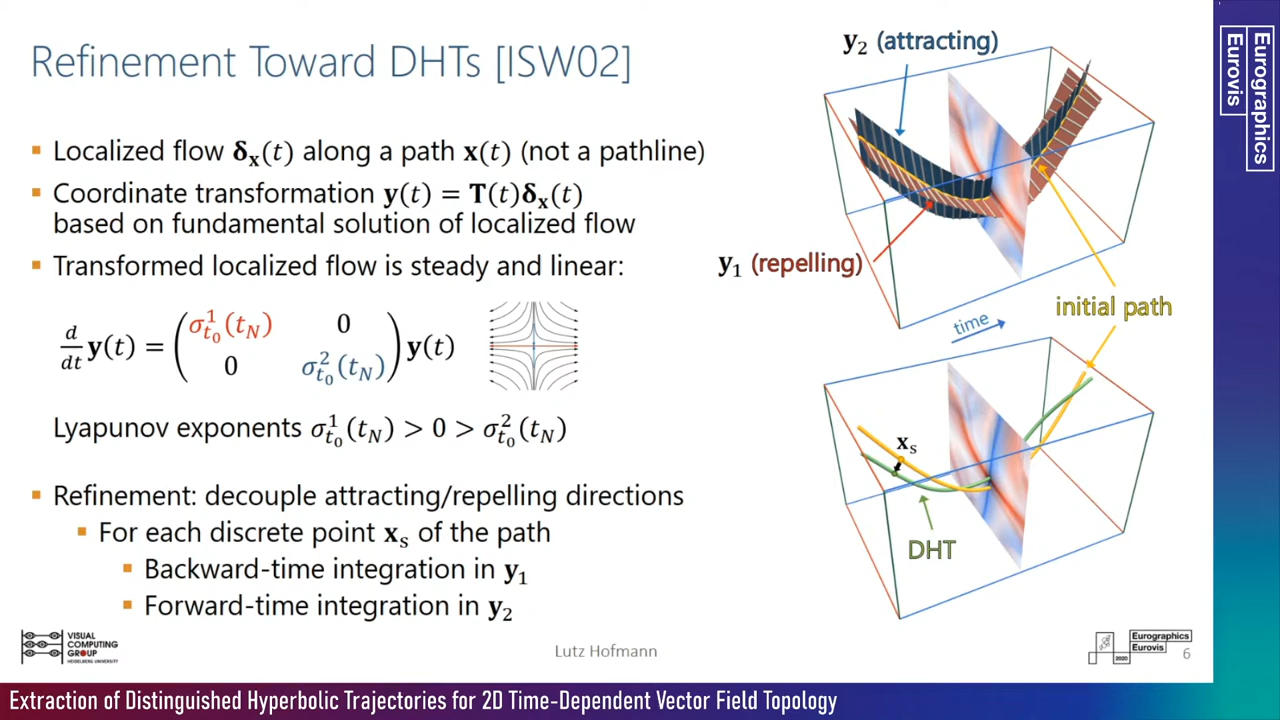 Refinement Toward DHTs [ISW02]
Localized flow δₓ(t) along a path x(t) (not a pathline)
Coordinate transformation y(t) = T(t)δₓ(t)
based on fundamental solution of localized flow
Transformed localized flow is steady and linear:
d/dt y(t) = ( σ¹ₜ₀(t_N) 0
0 σ²ₜ₀(t_N) ) y(t)
Lyapunov exponents σ¹ₜ₀(t_N) > 0 > σ²ₜ₀(t_N)
Refinement: decouple attracting/repelling directions
For each discrete point xₛ of the path
Backward-time integration in y₁
Forward-time integration in y₂
y₂ (attracting)
y₁ (repelling)
initial path
time
xₛ
DHT
VISUAL
COMPUTING
GROUP
HEIDELBERG UNIVERSITY
Lutz Hofmann
2020
Eurographics
Eurovis
6
Eurographics
Eurovis
Extraction of Distinguished Hyperbolic Trajectories for 2D Time-Dependent Vector Field Topology